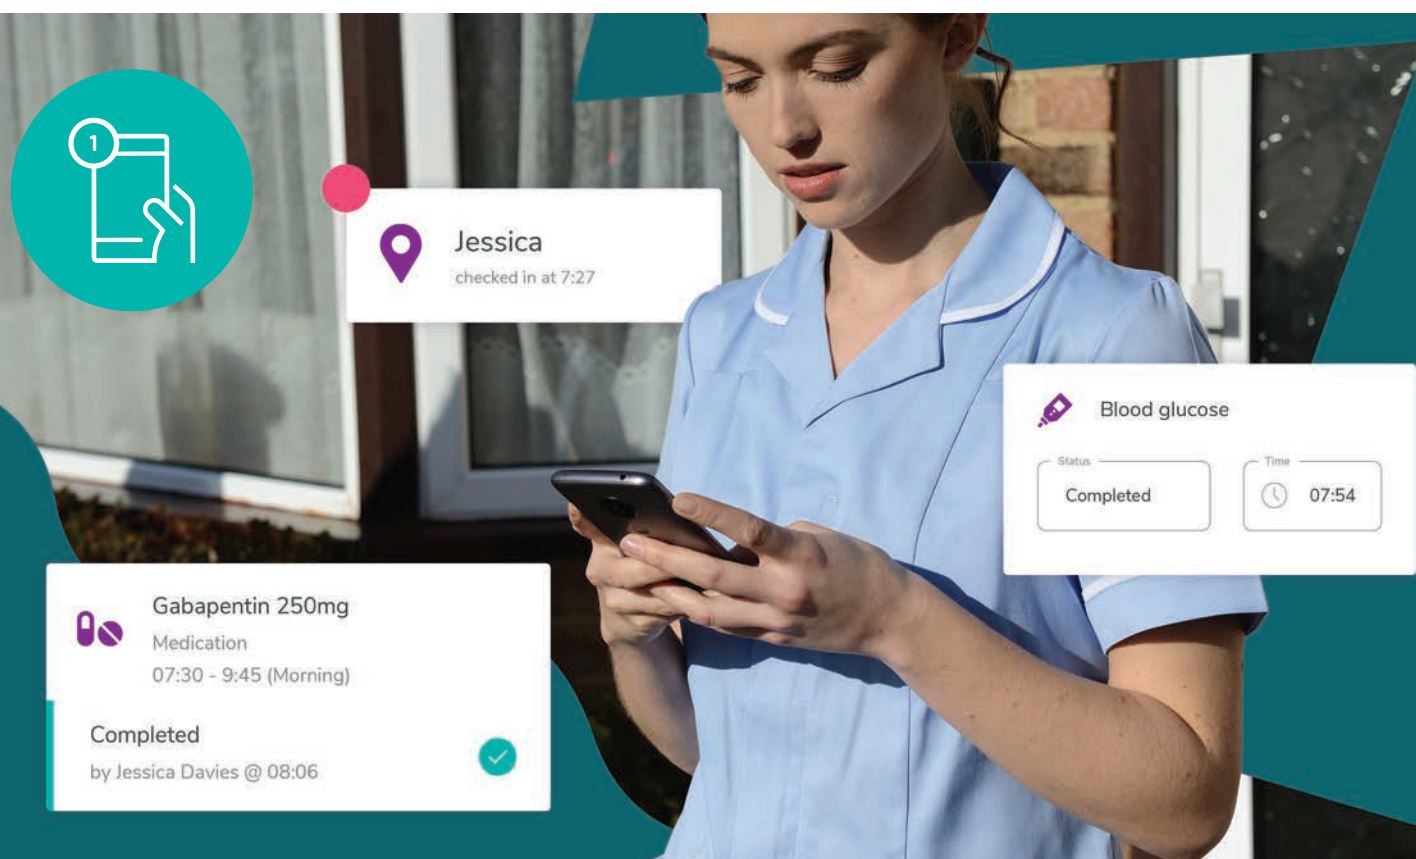 1
Jessica
checked in at 7:27
Blood glucose
Status
Completed
Time
07:54
Gabapentin 250mg
Medication
07:30 - 9:45 (Morning)
Completed
by Jessica Davies @ 08:06